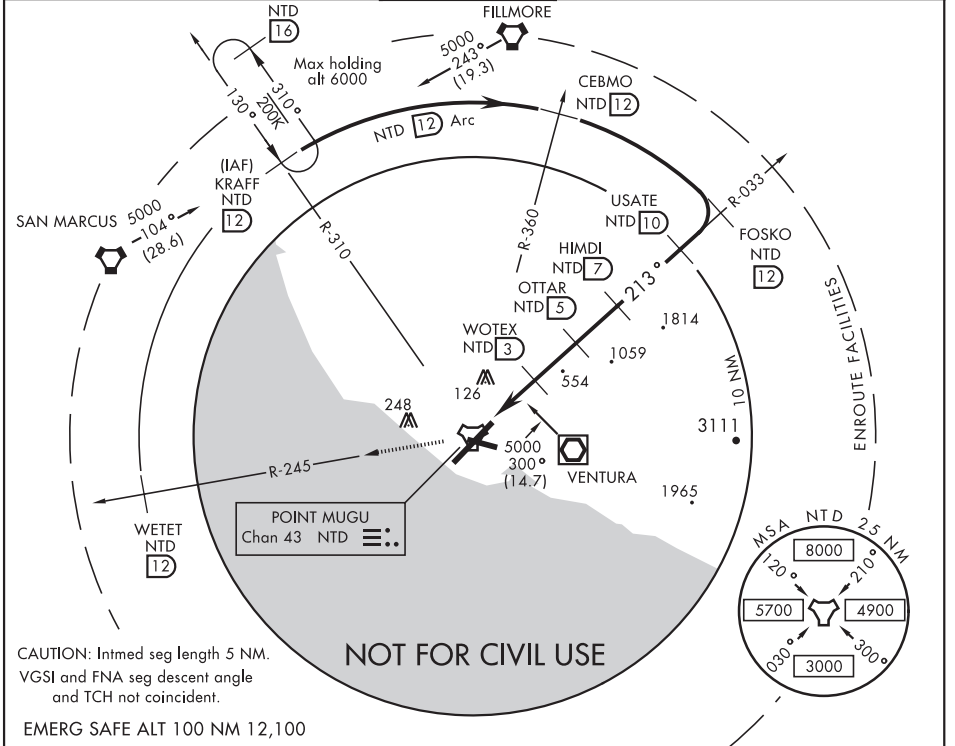 NTD
16
FILLMORE
5000
243°
(19.3)
Max holding
alt 6000
CEBMO
NTD 12
310°
200K
130°
NTD 12 Arc
(IAF)
KRAFF
NTD
12
USATE
NTD 10
R-033
SAN MARCUS
5000
104°
(28.6)
R-310
R-360
FOSKO
NTD
12
HIMDI
NTD 7
213°
OTTAR
NTD 5
1814
WOTEX
NTD 3
1059
554
126
248
10 NM
3111
ENROUTE FACILITIES
5000
300°
(14.7)
VENTURA
R-245
1965
POINT MUGU
Chan 43 NTD
WETET
NTD
12
MSA NTD 25 NM
8000
120°
210°
5700
4900
030°
300°
3000
NOT FOR CIVIL USE
CAUTION: Intmed seg length 5 NM.
VGSI and FNA seg descent angle
and TCH not coincident.
EMERG SAFE ALT 100 NM 12,100